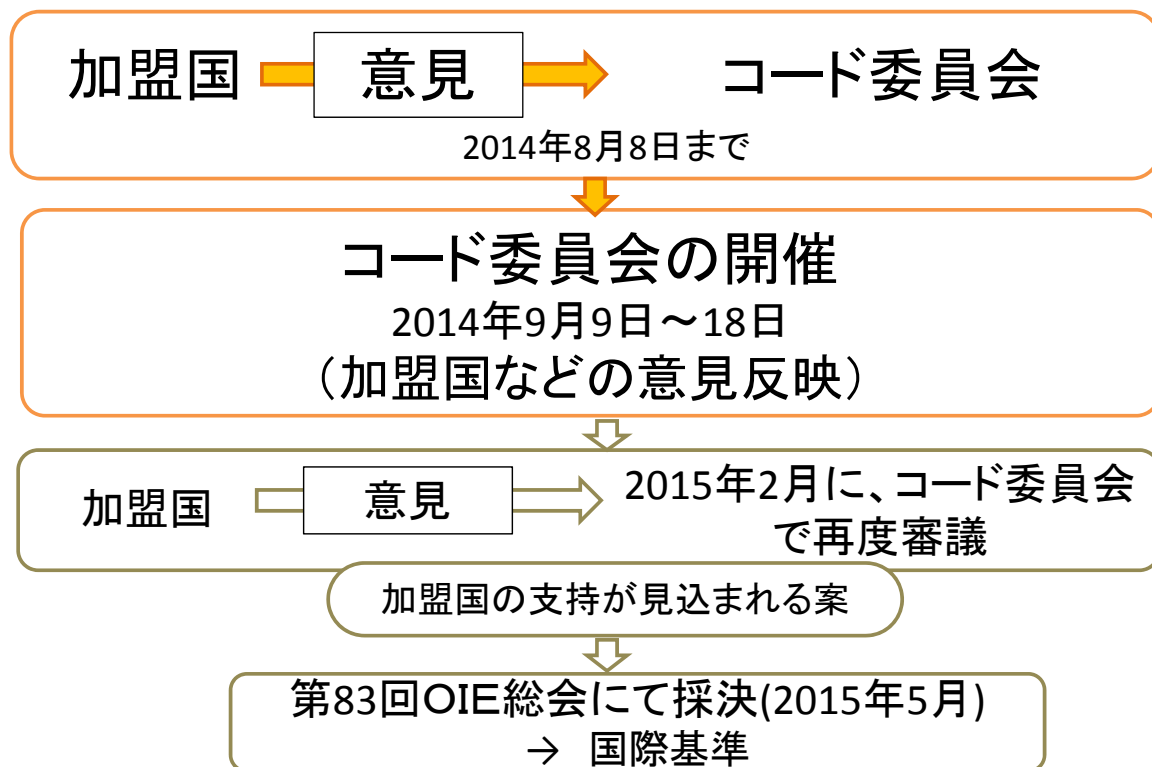 加盟国 意見 コード委員会
2014年8月8日まで
コード委員会の開催
2014年9月9日～18日
（加盟国などの意見反映）
加盟国 意見 2015年2月に、コード委員会
で再度審議
加盟国の支持が見込まれる案
第83回OIE総会にて採決(2015年5月)
→ 国際基準